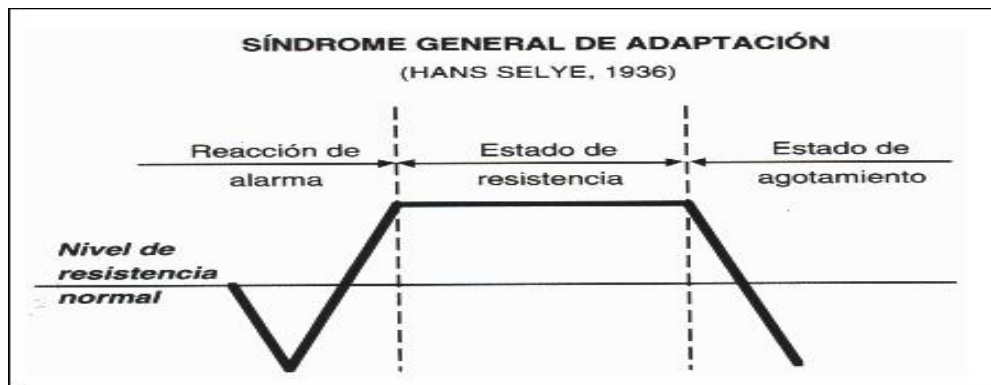 SÍNDROME GENERAL DE ADAPTACIÓN
(HANS SELYE, 1936)
Reacción de
alarma
Estado de
resistencia
Estado de
agotamiento
Nivel de
resistencia
normal